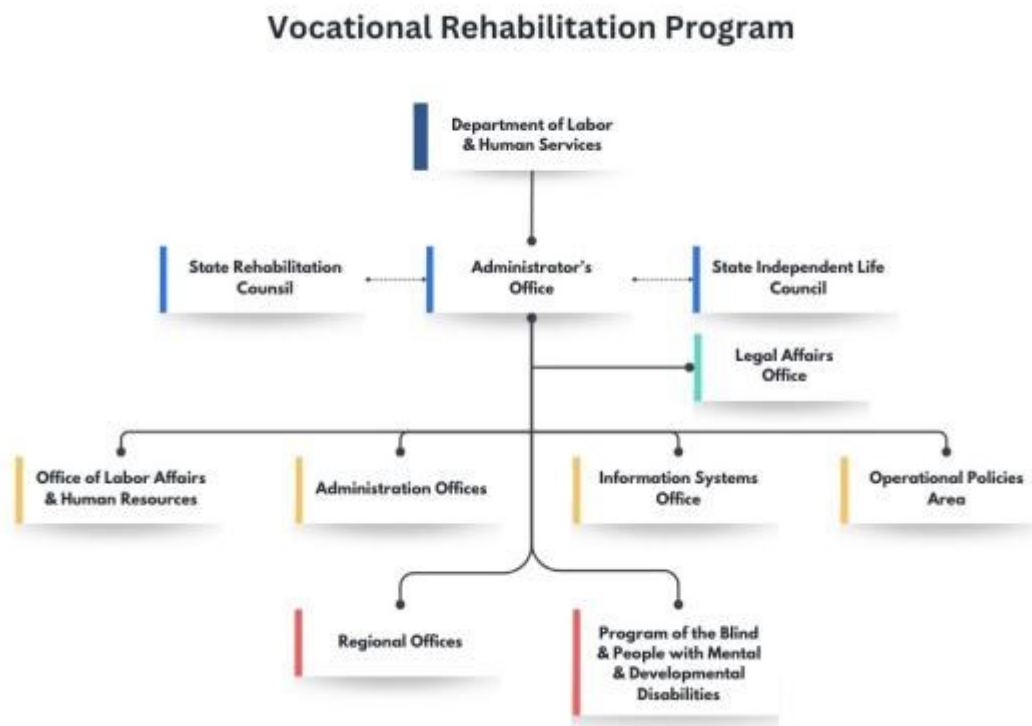 Vocational Rehabilitation Program
Department of Labor
& Human Services
State Rehabilitation
Counsil
Administrator's
Office
State Independent Life
Council
Legal Affairs
Office
Office of Labor Affairs
& Human Resources
Administration Offices
Information Systems
Office
Operational Policies
Area
Regional Offices
Program of the Blind
& People with Mental
& Developmental
Disabilities